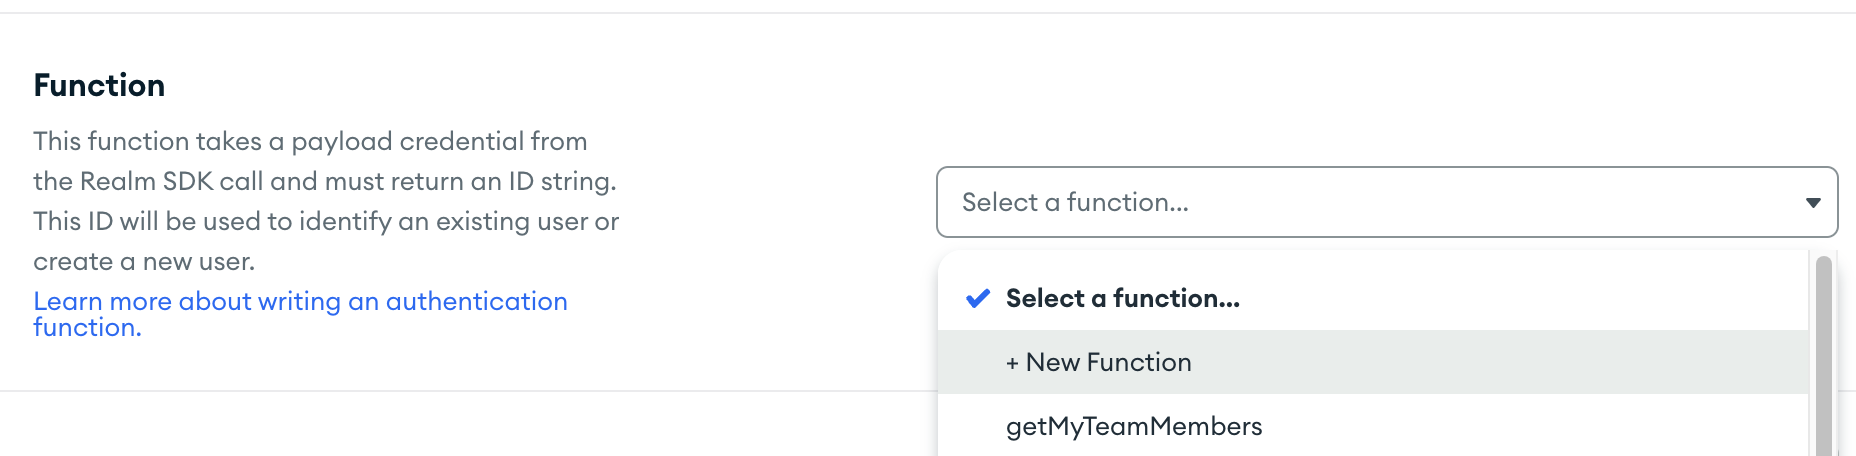 Function
This function takes a payload credential from
the Realm SDK call and must return an ID string.
This ID will be used to identify an existing user or
create a new user.
Learn more about writing an authentication
function.
Select a function...
Select a function...
+ New Function
getMyTeamMembers